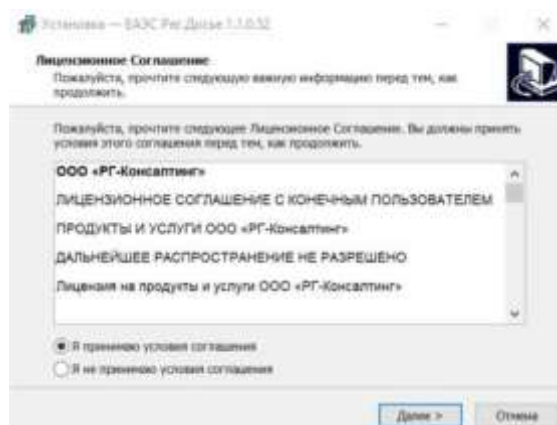 Установка — ЕАЭС Рег.Досье 1.1.0.52
Лицензионное Соглашение
Пожалуйста, прочтите следующую важную информацию перед тем, как
продолжить.
Пожалуйста, прочтите следующее Лицензионное Соглашение. Вы должны принять
условия этого соглашения перед тем, как продолжить.
ООО «РГ-Консалтинг»
ЛИЦЕНЗИОННОЕ СОГЛАШЕНИЕ С КОНЕЧНЫМ ПОЛЬЗОВАТЕЛЕМ
ПРОДУКТЫ И УСЛУГИ ООО «РГ-Консалтинг»
ДАЛЬНЕЙШЕЕ РАСПРОСТРАНЕНИЕ НЕ РАЗРЕШЕНО
Лицензия на продукты и услуги ООО «РГ-Консалтинг»
Я принимаю условия соглашения
Я не принимаю условия соглашения
Далее >
Отмена